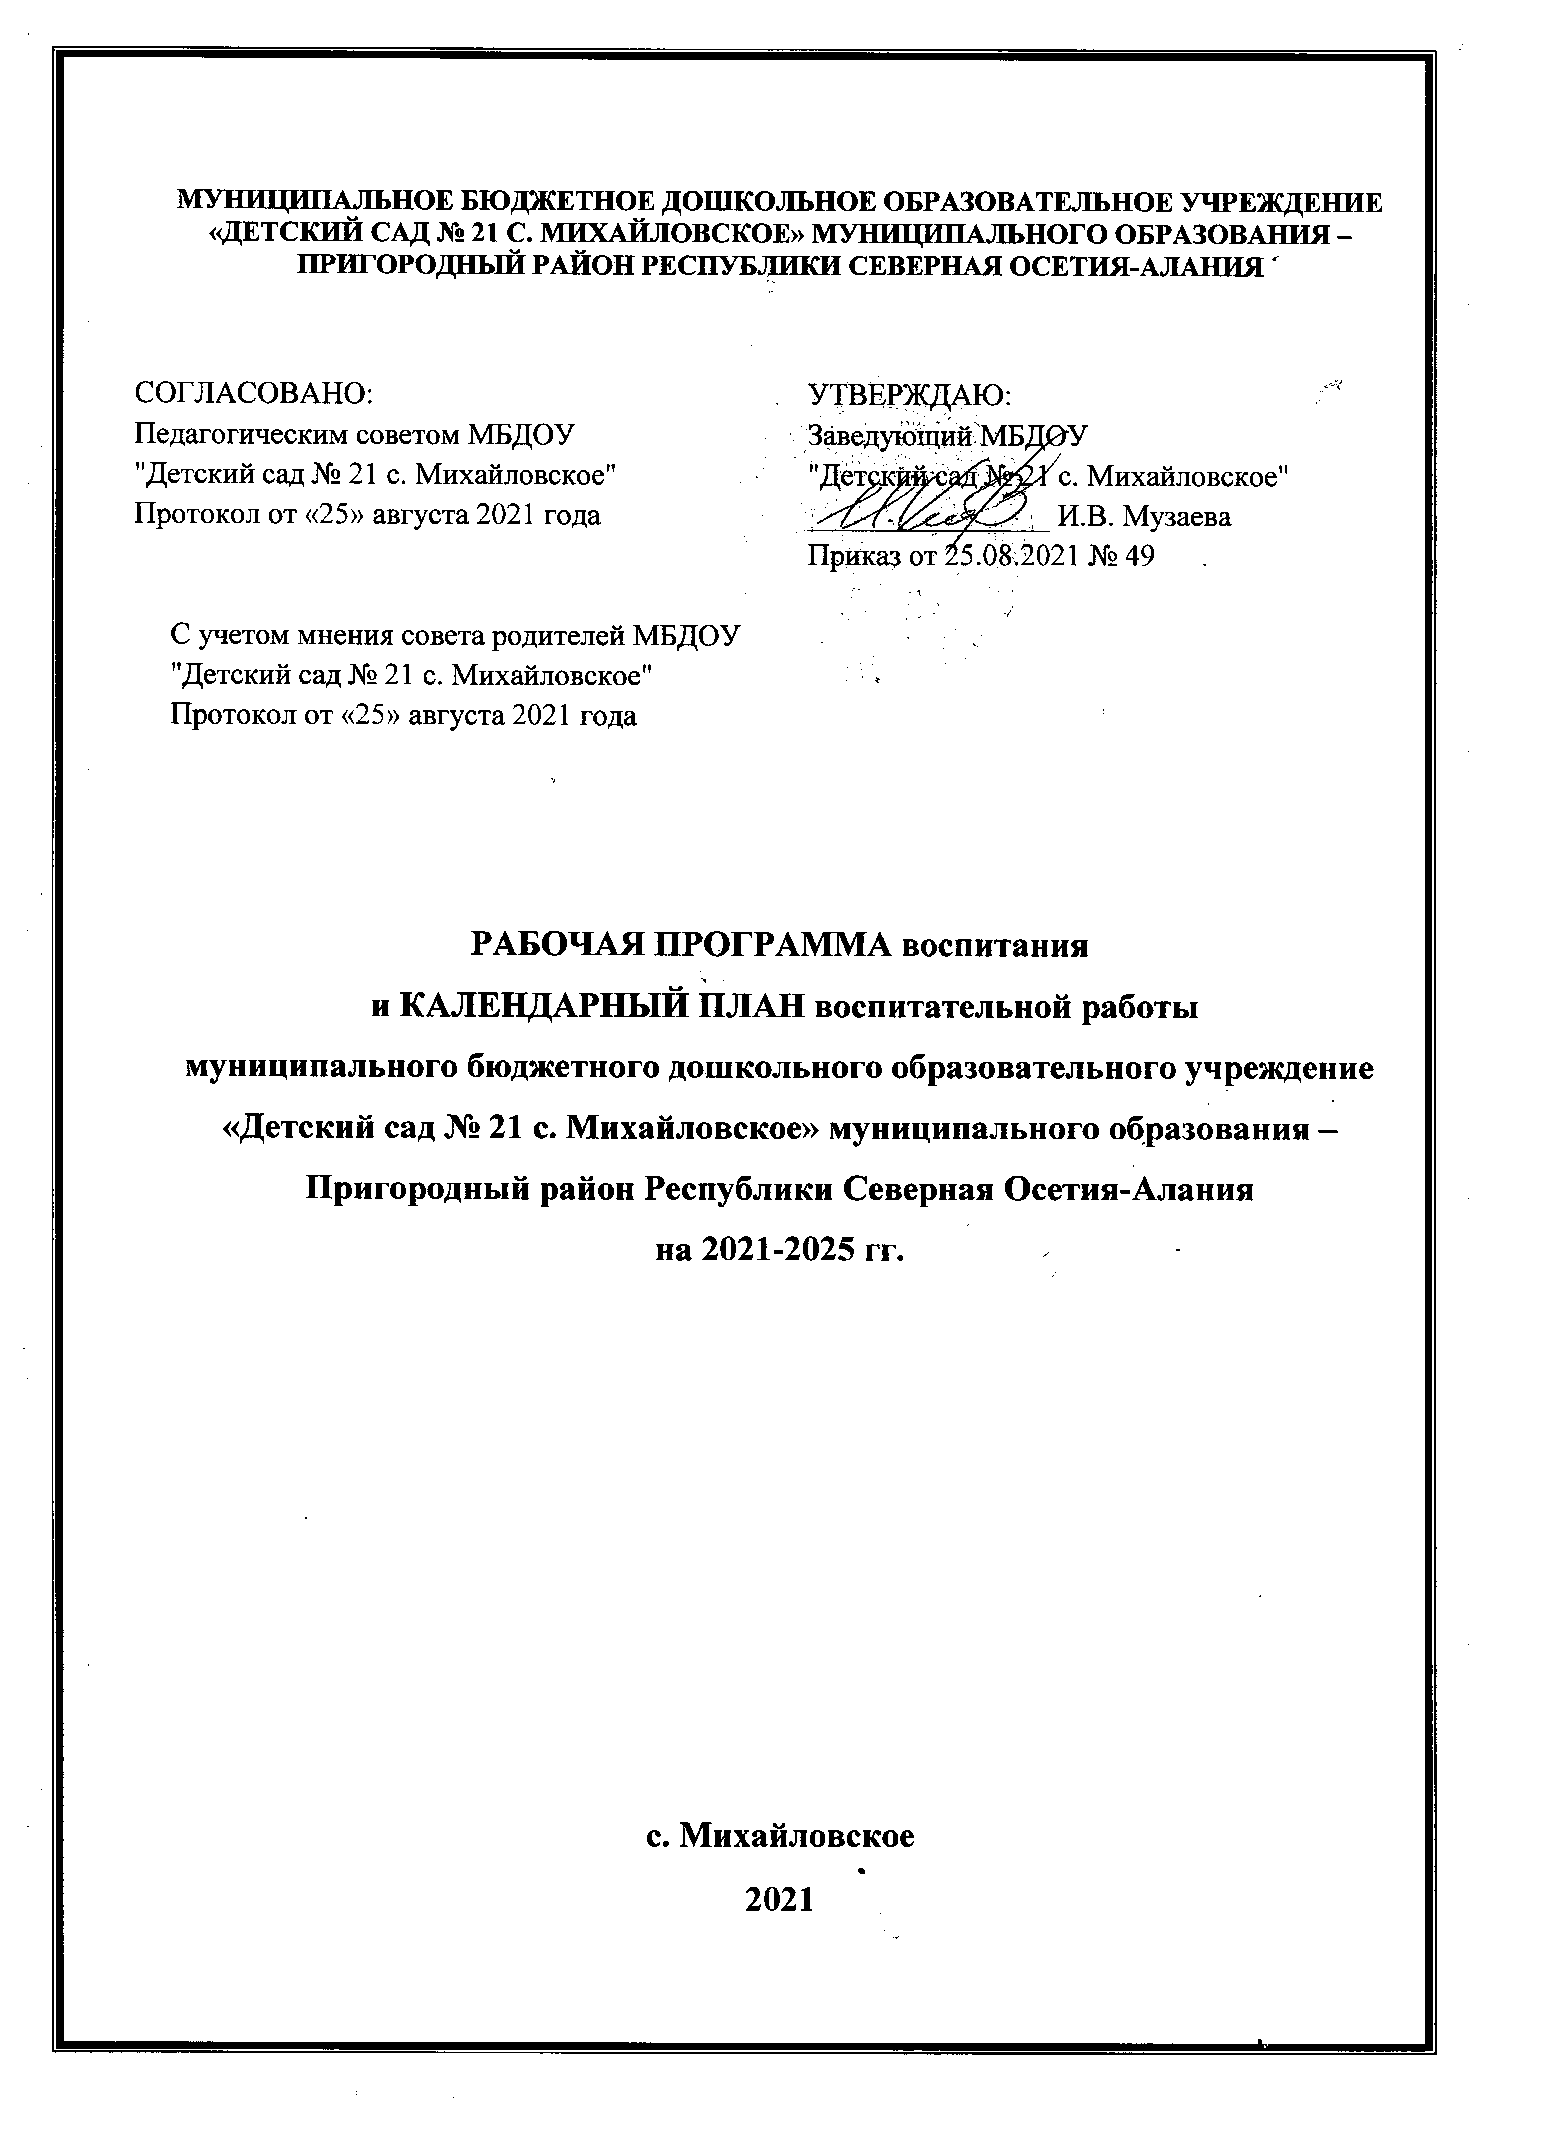 МУНИЦИПАЛЬНОЕ БЮДЖЕТНОЕ ДОШКОЛЬНОЕ ОБРАЗОВАТЕЛЬНОЕ УЧРЕЖДЕНИЕ
«ДЕТСКИЙ САД № 21 С. МИХАЙЛОВСКОЕ» МУНИЦИПАЛЬНОГО ОБРАЗОВАНИЯ –
ПРИГОРОДНЫЙ РАЙОН РЕСПУБЛИКИ СЕВЕРНАЯ ОСЕТИЯ-АЛАНИЯ
СОГЛАСОВАНО:
Педагогическим советом МБДОУ
"Детский сад № 21 с. Михайловское"
Протокол от «25» августа 2021 года
УТВЕРЖДАЮ:
Заведующий МБДОУ
"Детский сад № 21 с. Михайловское"
И.В. Музаева
Приказ от 25.08.2021 № 49
С учетом мнения совета родителей МБДОУ
"Детский сад № 21 с. Михайловское"
Протокол от «25» августа 2021 года
РАБОЧАЯ ПРОГРАММА воспитания
и КАЛЕНДАРНЫЙ ПЛАН воспитательной работы
муниципального бюджетного дошкольного образовательного учреждение
«Детский сад № 21 с. Михайловское» муниципального образования –
Пригородный район Республики Северная Осетия-Алания
на 2021-2025 гг.
с. Михайловское
2021